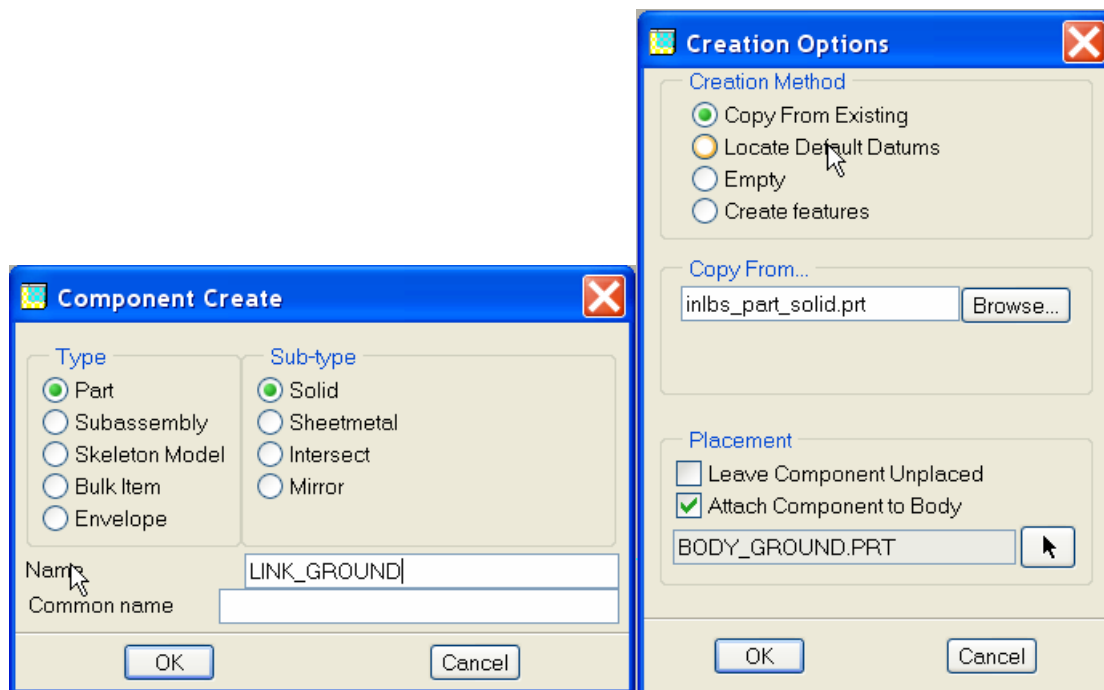 Component Create
Type
Part
Subassembly
Skeleton Model
Bulk Item
Envelope
Sub-type
Solid
Sheetmetal
Intersect
Mirror
Name LINK_GROUND
Common name
OK Cancel
Creation Options
Creation Method
Copy From Existing
Locate Default Datums
Empty
Create features
Copy From...
inlbs_part_solid.prt Browse...
Placement
Leave Component Unplaced
Attach Component to Body
BODY_GROUND.PRT
OK Cancel